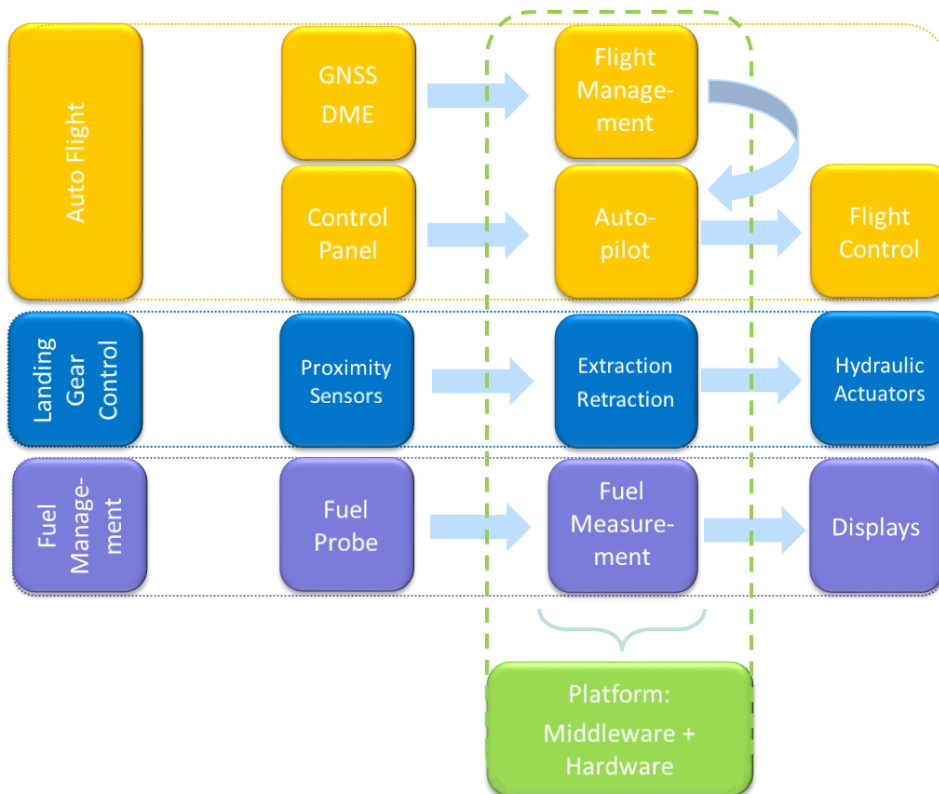 Auto Flight
GNSS
DME
Flight
Manage-
ment
Control
Panel
Auto-
pilot
Flight
Control
Landing
Gear
Control
Proximity
Sensors
Extraction
Retraction
Hydraulic
Actuators
Fuel
Manage-
ment
Fuel
Probe
Fuel
Measure-
ment
Displays
Platform:
Middleware +
Hardware